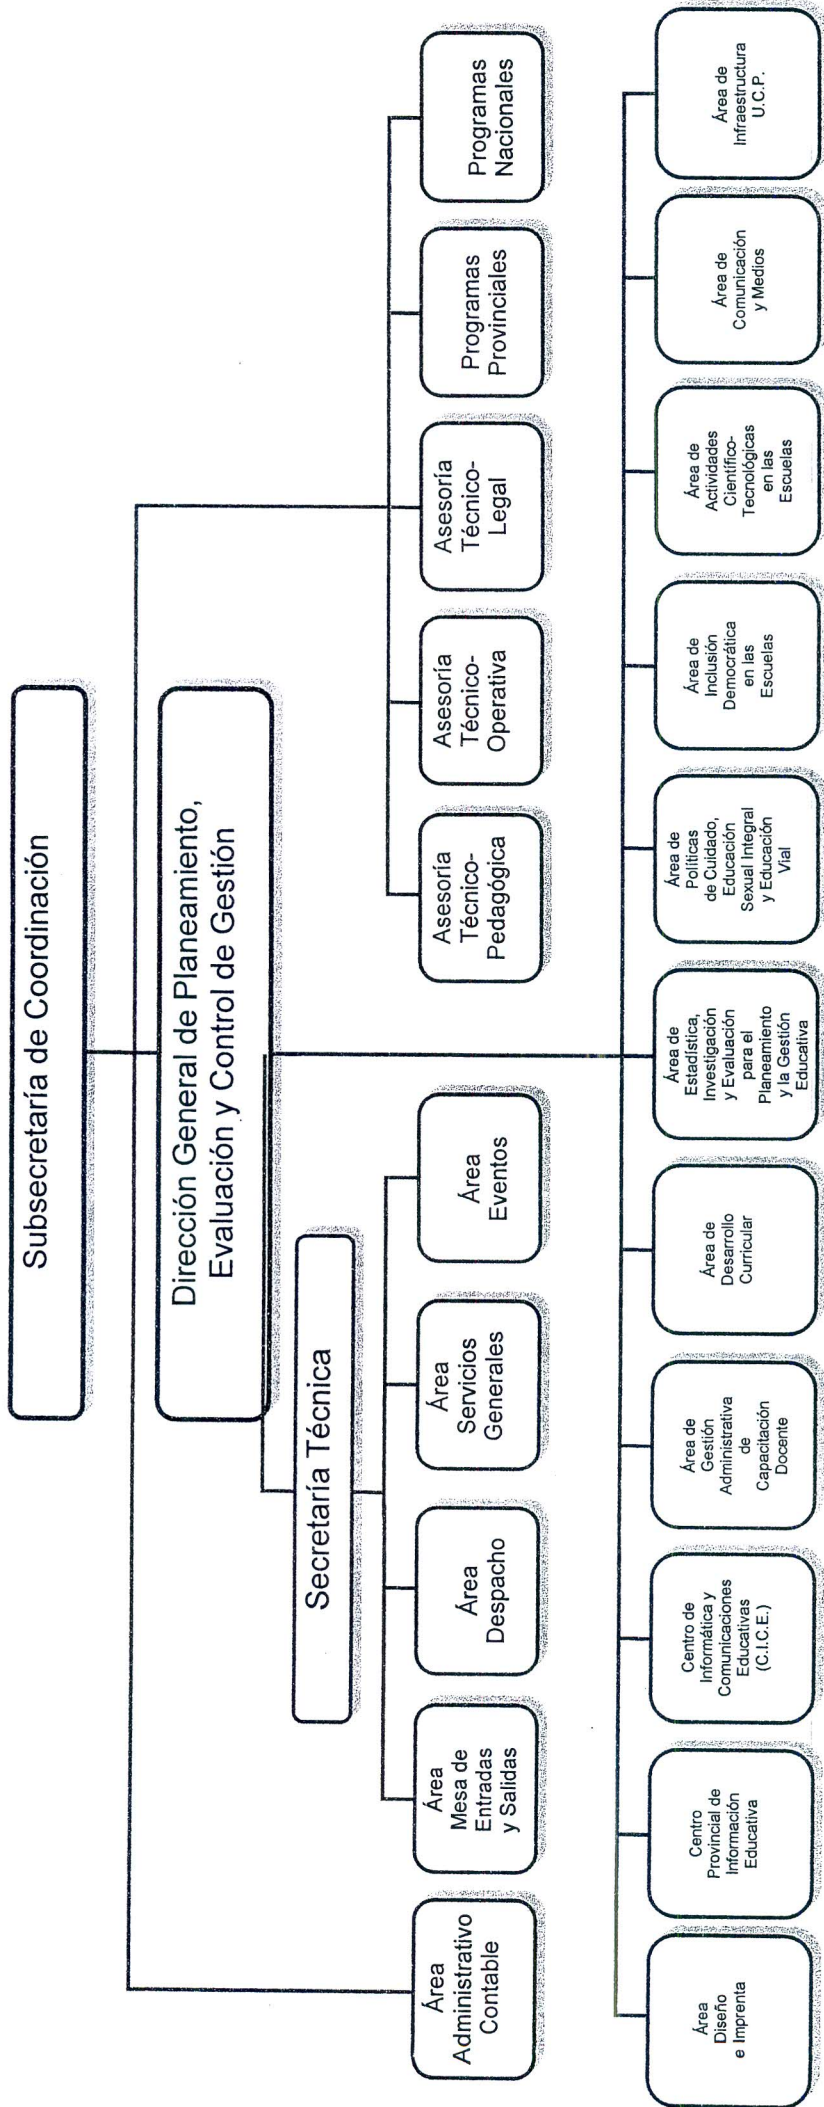 Subsecretaría de Coordinación
Dirección General de Planeamiento,
Evaluación y Control de Gestión
Secretaría Técnica
Área
Administrativo
Contable
Área
Mesa de
Entradas
y Salidas
Área
Despacho
Área
Servicios
Generales
Área
Eventos
Asesoría
Técnico-
Pedagógica
Asesoría
Técnico-
Operativa
Asesoría
Técnico-
Legal
Programas
Provinciales
Programas
Nacionales
Área
Diseño
e Imprenta
Centro
Provincial de
Información
Educativa
Centro de
Informática y
Comunicaciones
Educativas
(C.I.C.E.)
Área de
Gestión
Administrativa
de
Capacitación
Docente
Área de
Desarrollo
Curricular
Área de
Estadística,
Investigación
y Evaluación
para el
Planeamiento
y la Gestión
Educativa
Área de
Políticas
de Cuidado,
Educación
Sexual Integral
y Educación
Vial
Área de
Inclusión
Democrática
en las
Escuelas
Área de
Actividades
Científico-
Tecnológicas
en las
Escuelas
Área de
Comunicación
y Medios
Área de
Infraestructura
U.C.P.